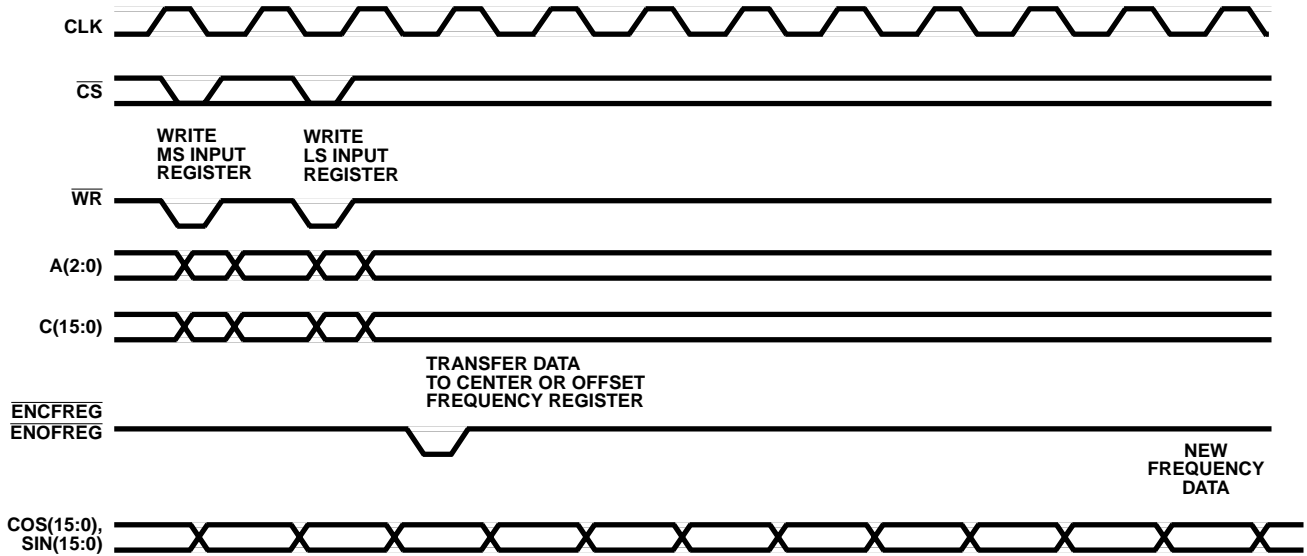 CLK
CS
WRITE
MS INPUT
REGISTER
WRITE
LS INPUT
REGISTER
WR
A(2:0)
C(15:0)
TRANSFER DATA
TO CENTER OR OFFSET
FREQUENCY REGISTER
ENCFREG
ENOFREG
NEW
FREQUENCY
DATA
COS(15:0),
SIN(15:0)